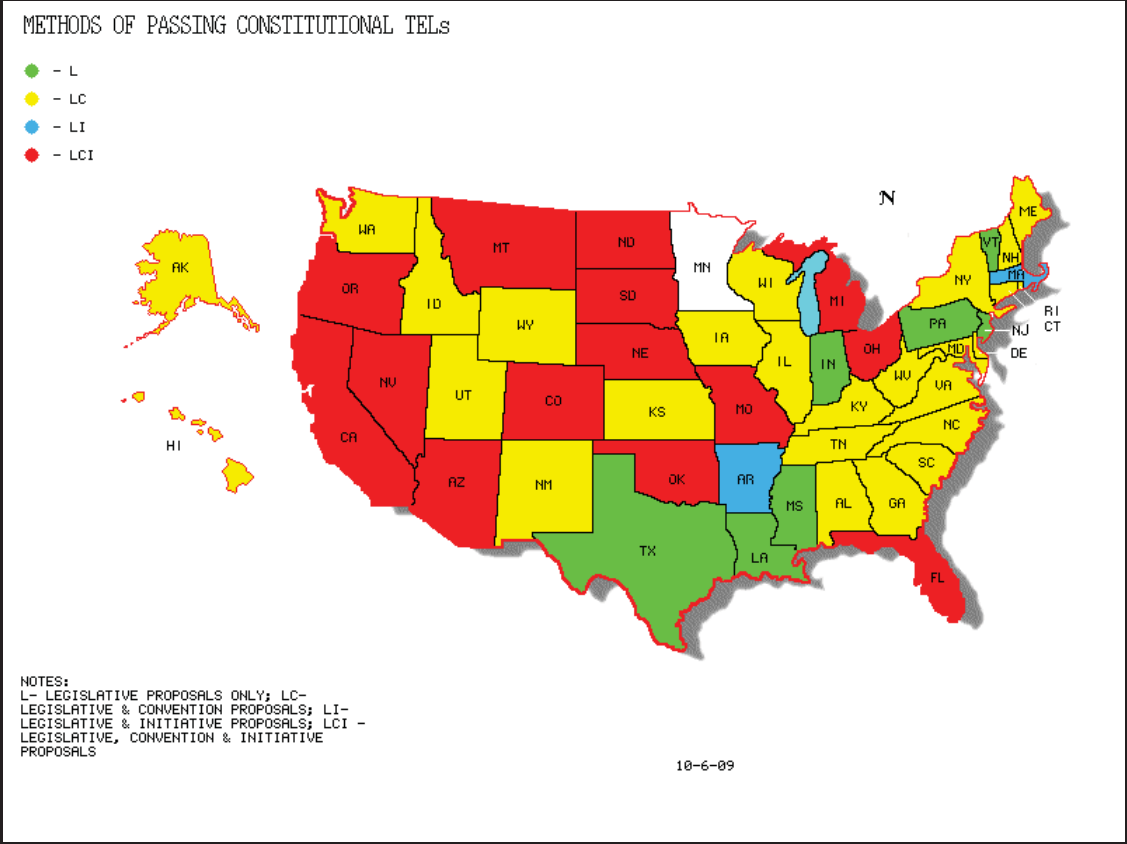 METHODS OF PASSING CONSTITUTIONAL TELs
- L
- LC
- LI
- LCI
N
WA
MT
ND
MN
ME
VT
NH
AK
OR
ID
SD
WI
MI
NY
MA
WY
RI
CT
NJ
PA
DE
IA
NE
OH
MD
NV
UT
CO
KS
IL
IN
WV
VA
MO
KY
HI
CA
NC
TN
AZ
NM
OK
AR
SC
MS
AL
GA
TX
LA
FL
NOTES:
L- LEGISLATIVE PROPOSALS ONLY; LC-
LEGISLATIVE & CONVENTION PROPOSALS; LI-
LEGISLATIVE & INITIATIVE PROPOSALS; LCI -
LEGISLATIVE, CONVENTION & INITIATIVE
PROPOSALS
10-6-09